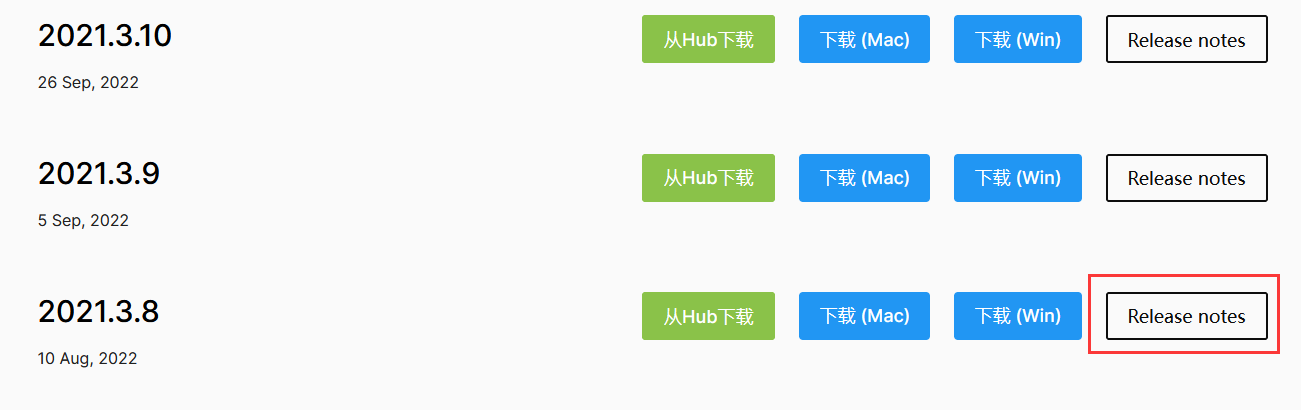 2021.3.10
从Hub下载 下载 (Mac) 下载 (Win) Release notes
26 Sep, 2022
2021.3.9
从Hub下载 下载 (Mac) 下载 (Win) Release notes
5 Sep, 2022
2021.3.8
从Hub下载 下载 (Mac) 下载 (Win) Release notes
10 Aug, 2022